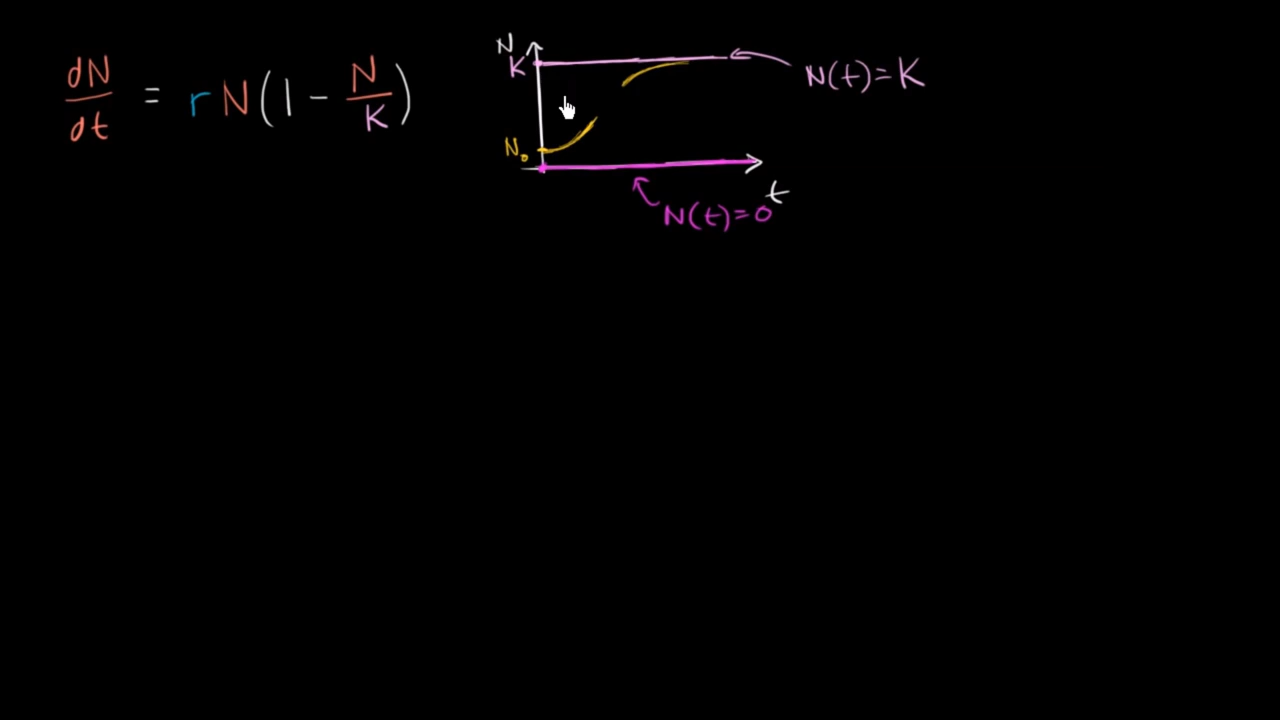 dN/dt = rN(1 - N/K)
N
K
N(t)=K
N₀
t
N(t)=0